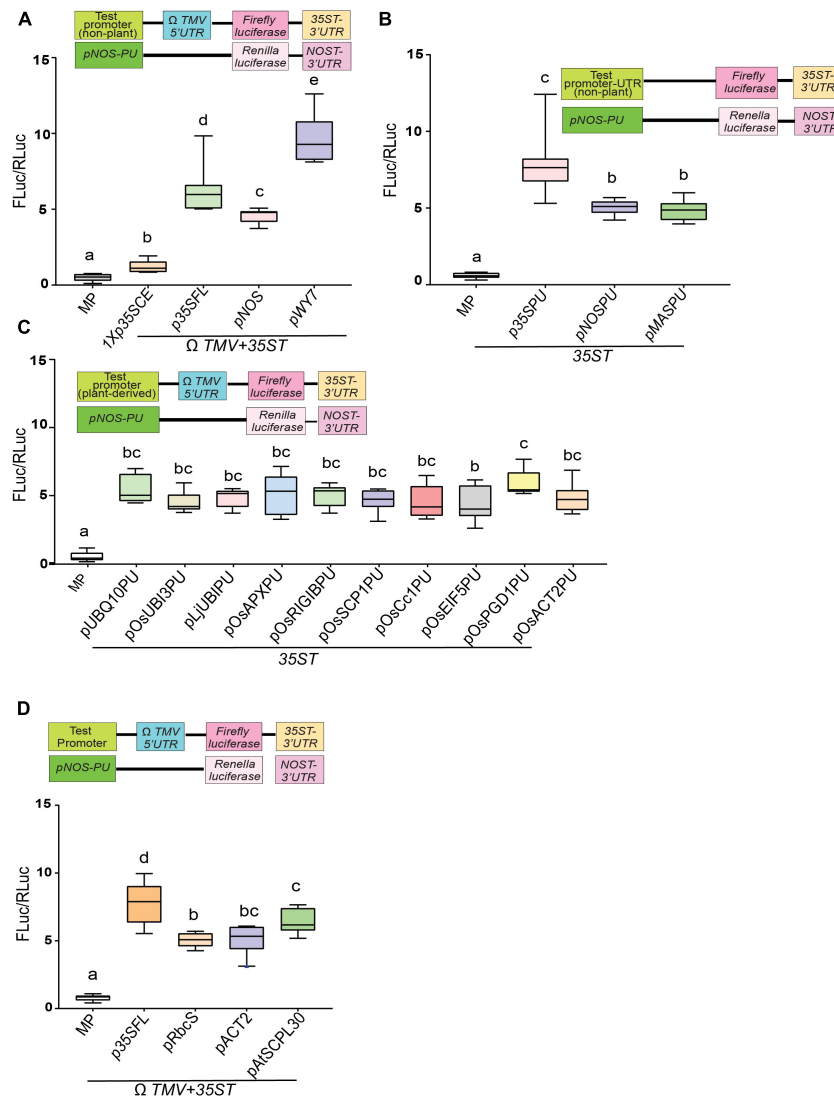 A
Test promoter (non-plant)
Ω TMV 5'UTR
Firefly luciferase
35ST- 3'UTR
pNOS-PU
Renilla luciferase
NOST- 3'UTR
15
10
5
0
FLuc/RLuc
a
b
d
c
e
MP
1Xp35SCE
p35SFL
pNOS
pWY7
Ω TMV+35ST
B
Test promoter-UTR (non-plant)
Firefly luciferase
35ST- 3'UTR
pNOS-PU
Renella luciferase
NOST- 3'UTR
15
10
5
0
FLuc/RLuc
a
c
b
b
MP
p35SPU
pNOSPU
pMASPU
35ST
C
Test promoter (plant-derived)
Ω TMV 5'UTR
Firefly luciferase
35ST- 3'UTR
pNOS-PU
Renilla luciferase
NOST- 3'UTR
15
10
5
0
FLuc/RLuc
a
bc
bc
bc
bc
bc
bc
bc
b
c
bc
MP
pUBQ10PU
pOsUBI3PU
pLjUBIPU
pOsAPXPU
pOsRIGIBPU
pOsSCP1PU
pOsCc1PU
pOsEIF5PU
pOsPGD1PU
pOsACT2PU
35ST
D
Test Promoter
Ω TMV 5'UTR
Firefly luciferase
35ST- 3'UTR
pNOS-PU
Renella luciferase
NOST- 3'UTR
15
10
5
0
FLuc/RLuc
a
d
b
bc
c
MP
p35SFL
pRbcS
pACT2
pAtSCPL30
Ω TMV+35ST